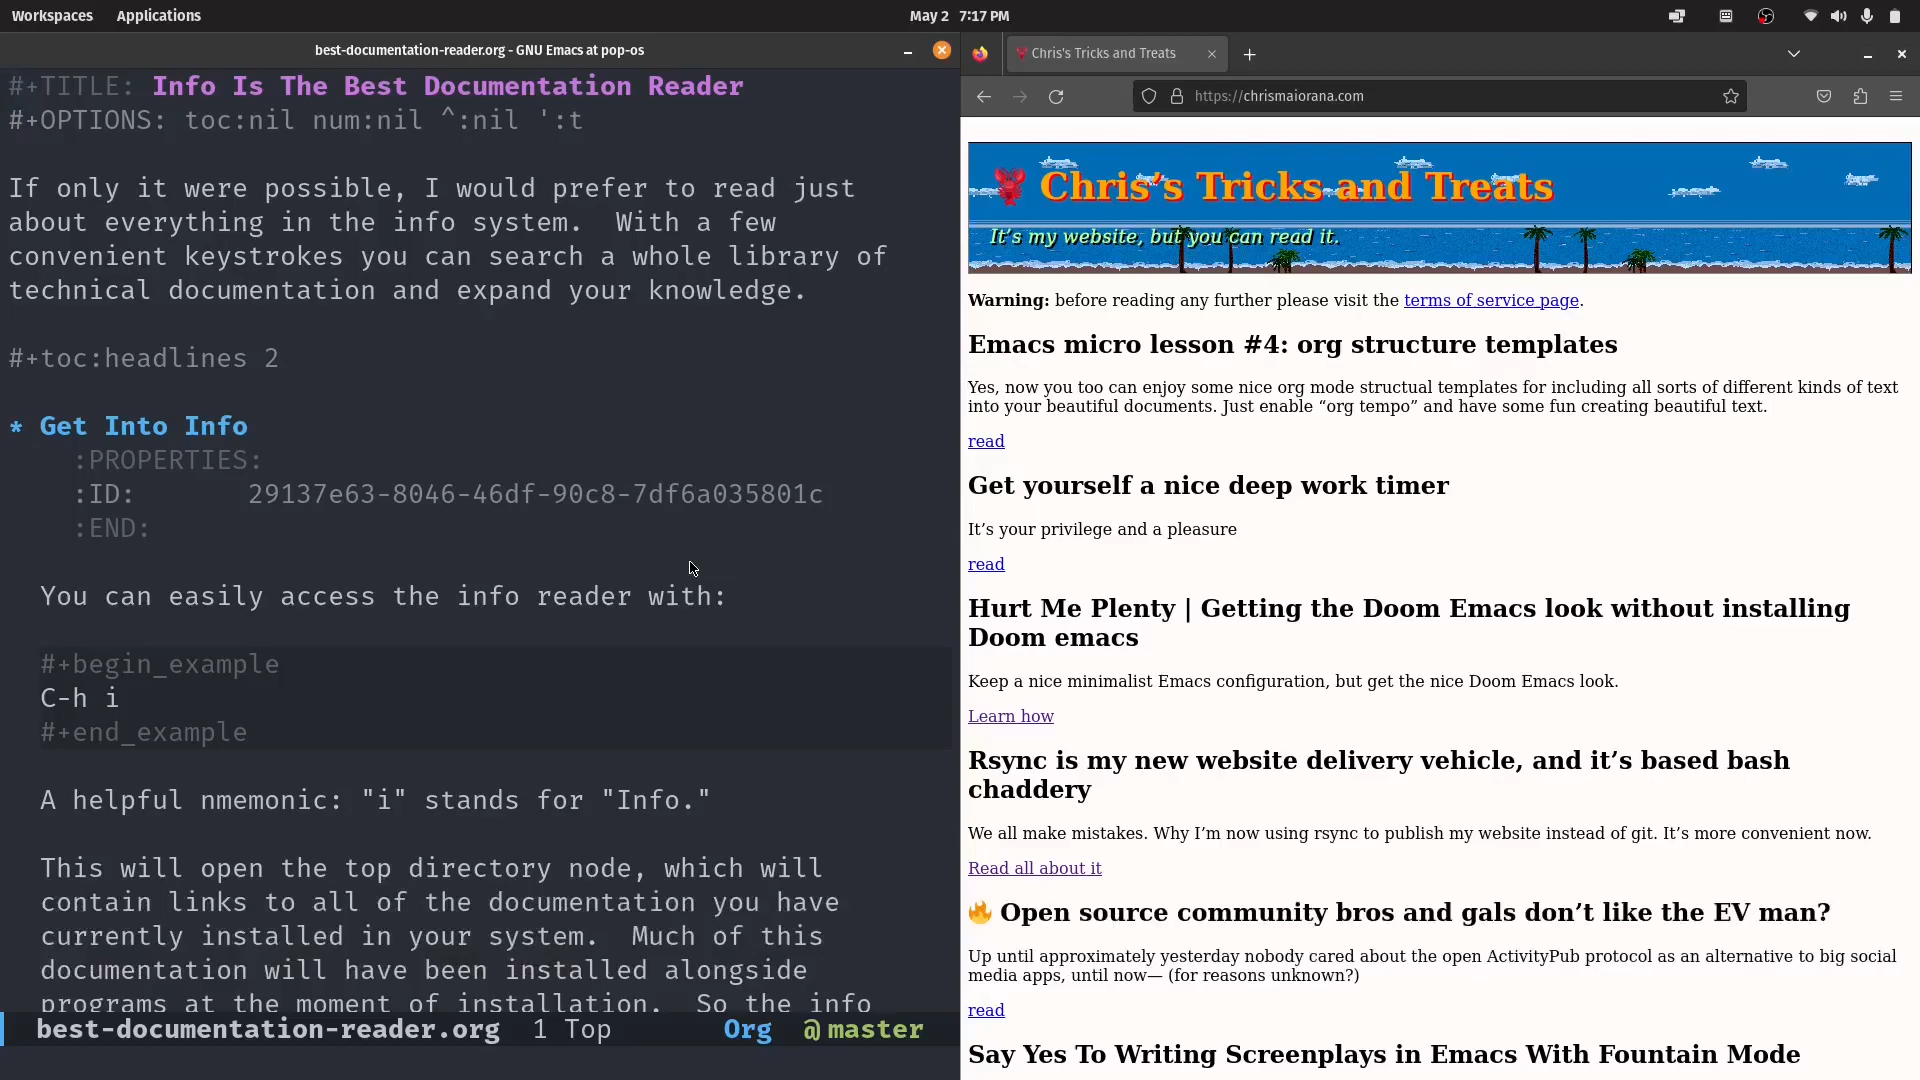 Workspaces Applications May 2 7:17 PM
best-documentation-reader.org - GNU Emacs at pop-os
#+TITLE: Info Is The Best Documentation Reader
#+OPTIONS: toc:nil num:nil ^:nil ':t
If only it were possible, I would prefer to read just
about everything in the info system.  With a few
convenient keystrokes you can search a whole library of
technical documentation and expand your knowledge.
#+toc:headlines 2
* Get Into Info
:PROPERTIES:
:ID:       29137e63-8046-46df-90c8-7df6a035801c
:END:
You can easily access the info reader with:
#+begin_example
C-h i
#+end_example
A helpful nmemonic: "i" stands for "Info."
This will open the top directory node, which will
contain links to all of the documentation you have
currently installed in your system.  Much of this
documentation will have been installed alongside
programs at the moment of installation.  So the info
best-documentation-reader.org  1 Top Org @master
Chris's Tricks and Treats
https://chrismaiorana.com
Chris’s Tricks and Treats
It’s my website, but you can read it.
Warning: before reading any further please visit the terms of service page.
Emacs micro lesson #4: org structure templates
Yes, now you too can enjoy some nice org mode structual templates for including all sorts of different kinds of text
into your beautiful documents. Just enable “org tempo” and have some fun creating beautiful text.
read
Get yourself a nice deep work timer
It’s your privilege and a pleasure
read
Hurt Me Plenty | Getting the Doom Emacs look without installing
Doom emacs
Keep a nice minimalist Emacs configuration, but get the nice Doom Emacs look.
Learn how
Rsync is my new website delivery vehicle, and it’s based bash
chaddery
We all make mistakes. Why I’m now using rsync to publish my website instead of git. It’s more convenient now.
Read all about it
🔥 Open source community bros and gals don’t like the EV man?
Up until approximately yesterday nobody cared about the open ActivityPub protocol as an alternative to big social
media apps, until now— (for reasons unknown?)
read
Say Yes To Writing Screenplays in Emacs With Fountain Mode